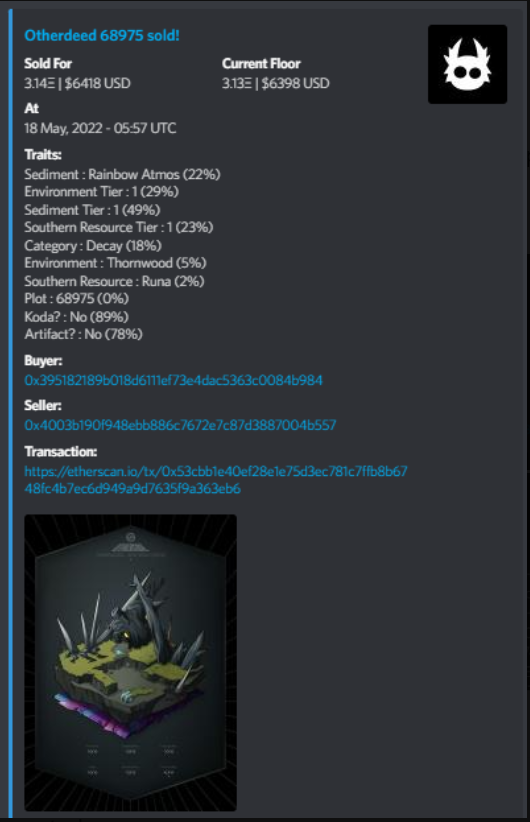 Otherdeed 68975 sold!
Sold For
Current Floor
3.14Ξ | $6418 USD
3.13Ξ | $6398 USD
At
18 May, 2022 - 05:57 UTC
Traits:
Sediment : Rainbow Atmos (22%)
Environment Tier : 1 (29%)
Sediment Tier : 1 (49%)
Southern Resource Tier : 1 (23%)
Category : Decay (18%)
Environment : Thornwood (5%)
Southern Resource : Runa (2%)
Plot : 68975 (0%)
Koda? : No (89%)
Artifact? : No (78%)
Buyer:
0x395182189b018d6111ef73e4dac5363c0084b984
Seller:
0x4003b190f948ebb886c7672e7c87d3887004b557
Transaction:
https://etherscan.io/tx/0x53cbb1e40ef28e1e75d3ec781c7ffb8b67
48fc4b7ec6d949a9d7635f9a363eb6